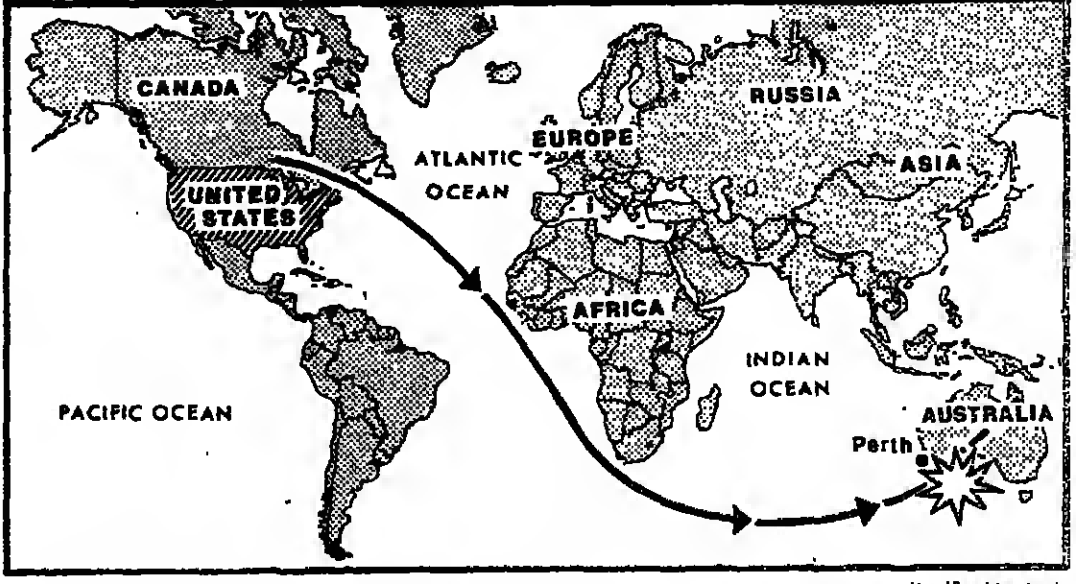 CANADA
RUSSIA
EUROPE
ATLANTIC
OCEAN
ASIA
UNITED
STATES
AFRICA
INDIAN
OCEAN
PACIFIC OCEAN
AUSTRALIA
Perth